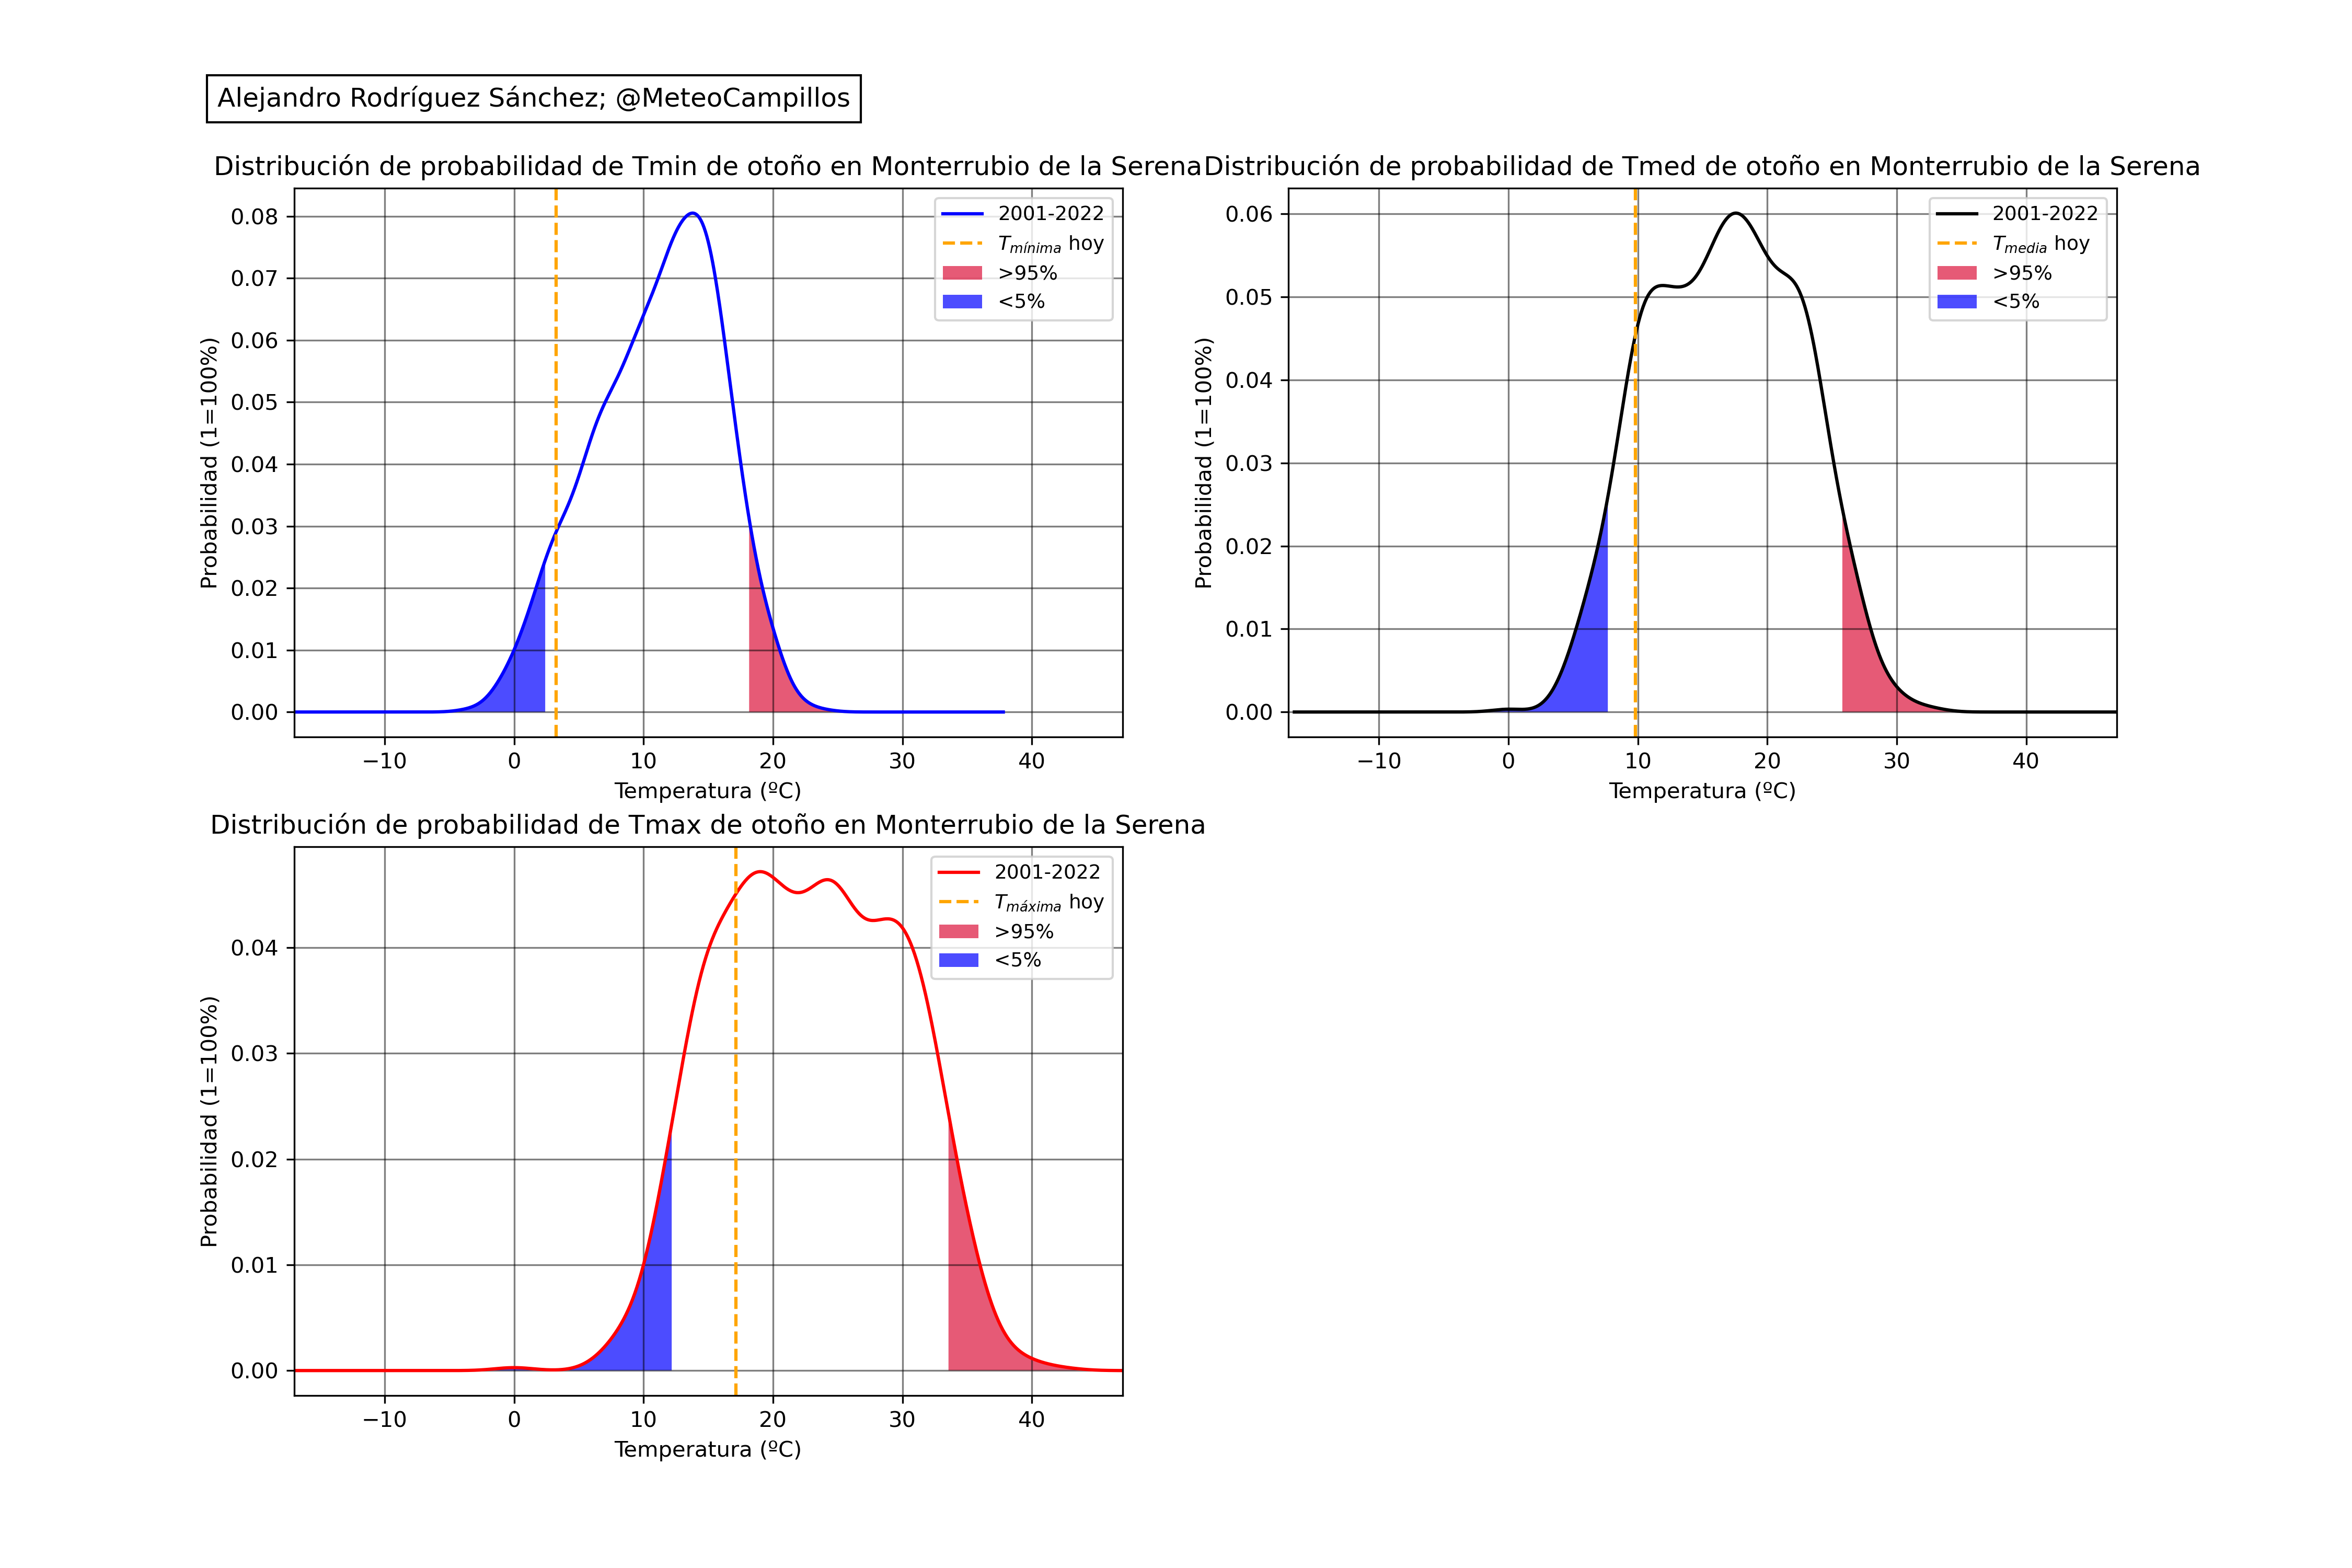 Alejandro Rodríguez Sánchez; @MeteoCampillos
Distribución de probabilidad de Tmin de otoño en Monterrubio de la Serena
0.08
0.07
0.06
0.05
0.04
0.03
0.02
0.01
0.00
Probabilidad (1=100%)
2001-2022
Tmínima hoy
>95%
<5%
−10 0 10 20 30 40
Temperatura (ºC)
Distribución de probabilidad de Tmed de otoño en Monterrubio de la Serena
0.06
0.05
0.04
0.03
0.02
0.01
0.00
Probabilidad (1=100%)
2001-2022
Tmedia hoy
>95%
<5%
−10 0 10 20 30 40
Temperatura (ºC)
Distribución de probabilidad de Tmax de otoño en Monterrubio de la Serena
0.04
0.03
0.02
0.01
0.00
Probabilidad (1=100%)
2001-2022
Tmáxima hoy
>95%
<5%
−10 0 10 20 30 40
Temperatura (ºC)